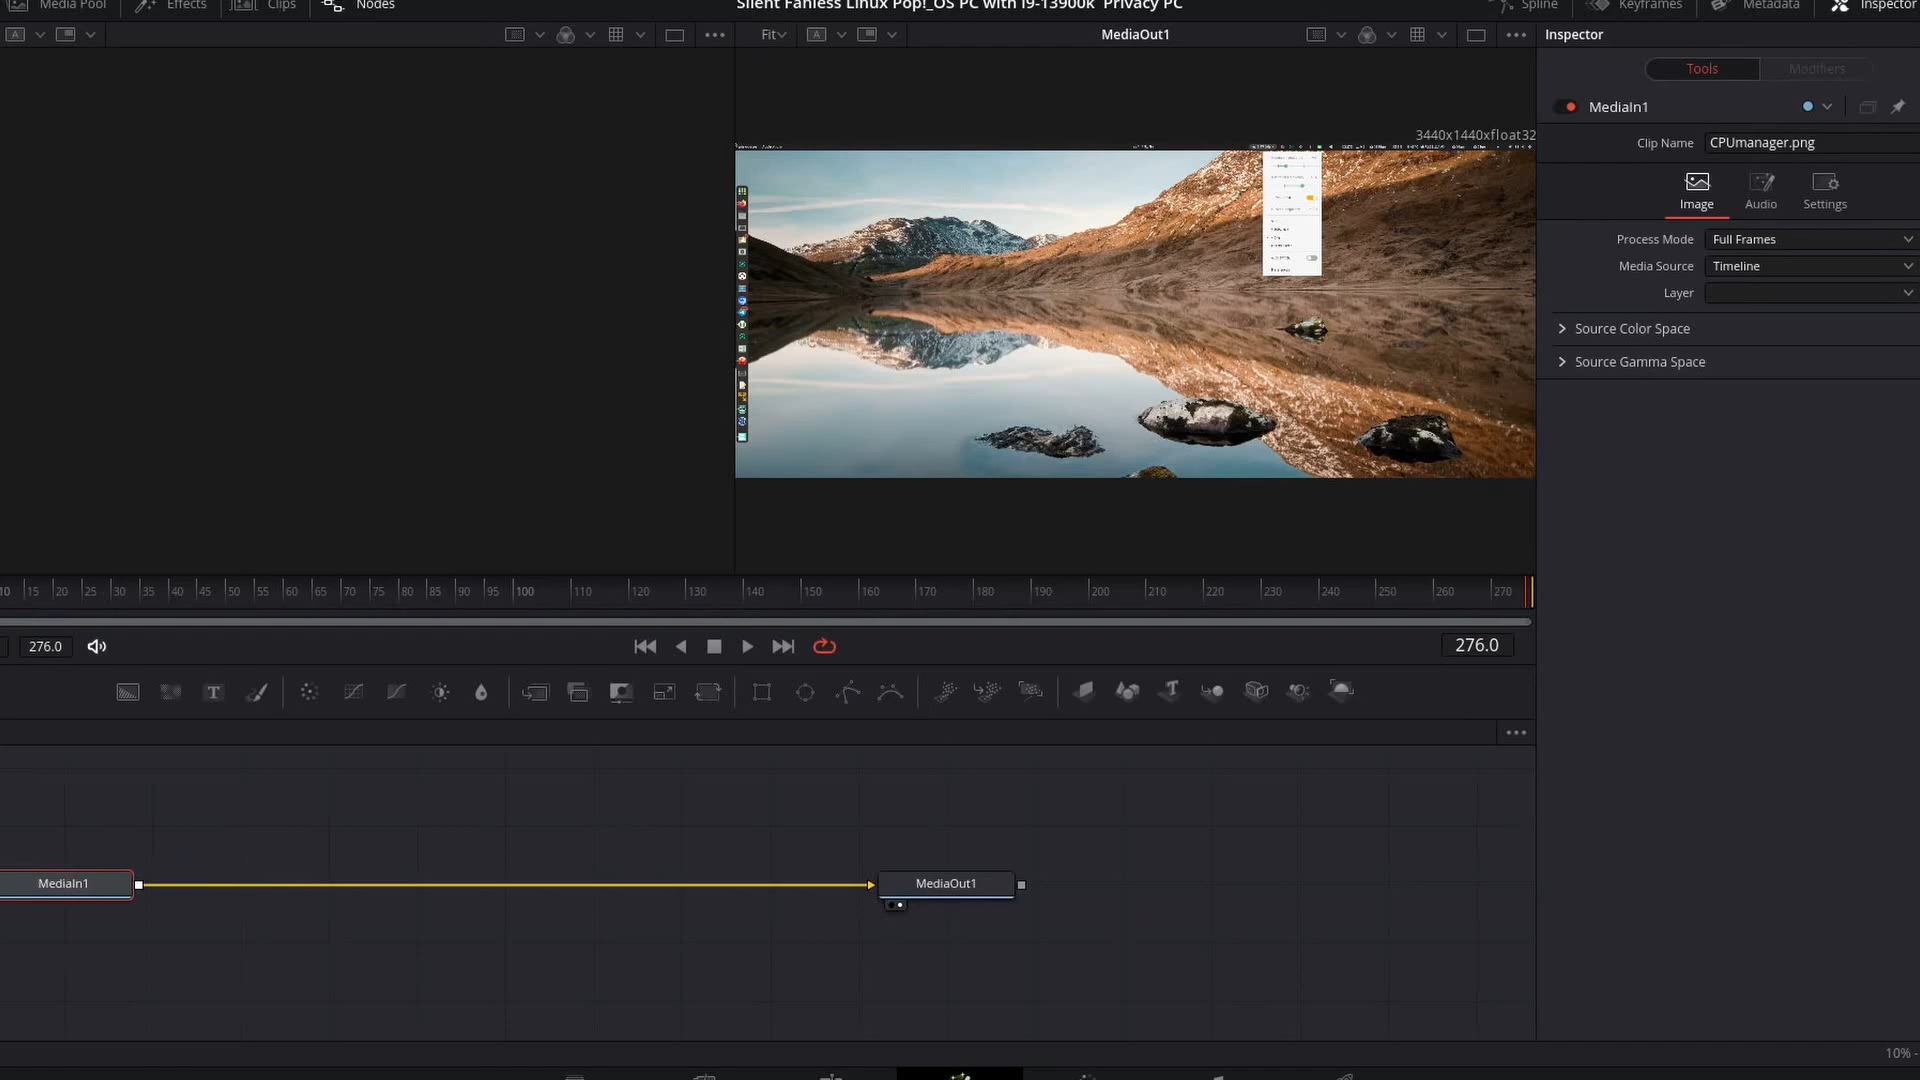 Media Pool Effects Clips Nodes Silent Fanless Linux Pop!_OS PC with i9-13900k Privacy PC Spline Keyframes Metadata Inspector
Fit MediaOut1 Inspector
Tools Modifiers
MediaIn1
3440x1440xfloat32
Clip Name CPUmanager.png
Image Audio Settings
Process Mode Full Frames
Media Source Timeline
Layer
Source Color Space
Source Gamma Space
10 15 20 25 30 35 40 45 50 55 60 65 70 75 80 85 90 95 100 110 120 130 140 150 160 170 180 190 200 210 220 230 240 250 260 270
276.0 276.0
MediaIn1 MediaOut1
10%